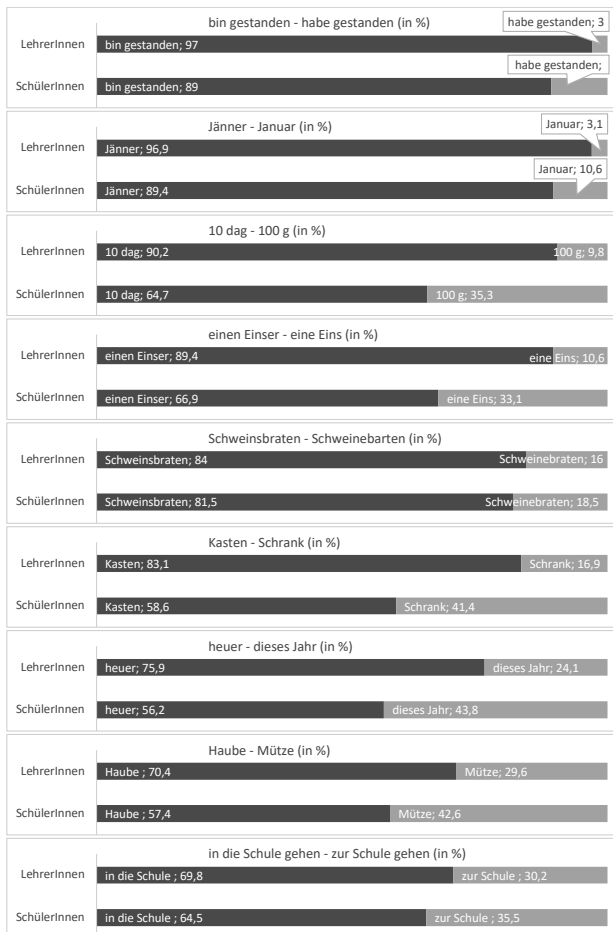 bin gestanden - habe gestanden (in %)
LehrerInnen bin gestanden; 97 habe gestanden; 3
SchülerInnen bin gestanden; 89 habe gestanden;
Jänner - Januar (in %)
LehrerInnen Jänner; 96,9 Januar; 3,1
SchülerInnen Jänner; 89,4 Januar; 10,6
10 dag - 100 g (in %)
LehrerInnen 10 dag; 90,2 100 g; 9,8
SchülerInnen 10 dag; 64,7 100 g; 35,3
einen Einser - eine Eins (in %)
LehrerInnen einen Einser; 89,4 eine Eins; 10,6
SchülerInnen einen Einser; 66,9 eine Eins; 33,1
Schweinsbraten - Schweinebarten (in %)
LehrerInnen Schweinsbraten; 84 Schweinebraten; 16
SchülerInnen Schweinsbraten; 81,5 Schweinebraten; 18,5
Kasten - Schrank (in %)
LehrerInnen Kasten; 83,1 Schrank; 16,9
SchülerInnen Kasten; 58,6 Schrank; 41,4
heuer - dieses Jahr (in %)
LehrerInnen heuer; 75,9 dieses Jahr; 24,1
SchülerInnen heuer; 56,2 dieses Jahr; 43,8
Haube - Mütze (in %)
LehrerInnen Haube ; 70,4 Mütze; 29,6
SchülerInnen Haube ; 57,4 Mütze; 42,6
in die Schule gehen - zur Schule gehen (in %)
LehrerInnen in die Schule ; 69,8 zur Schule ; 30,2
SchülerInnen in die Schule ; 64,5 zur Schule ; 35,5